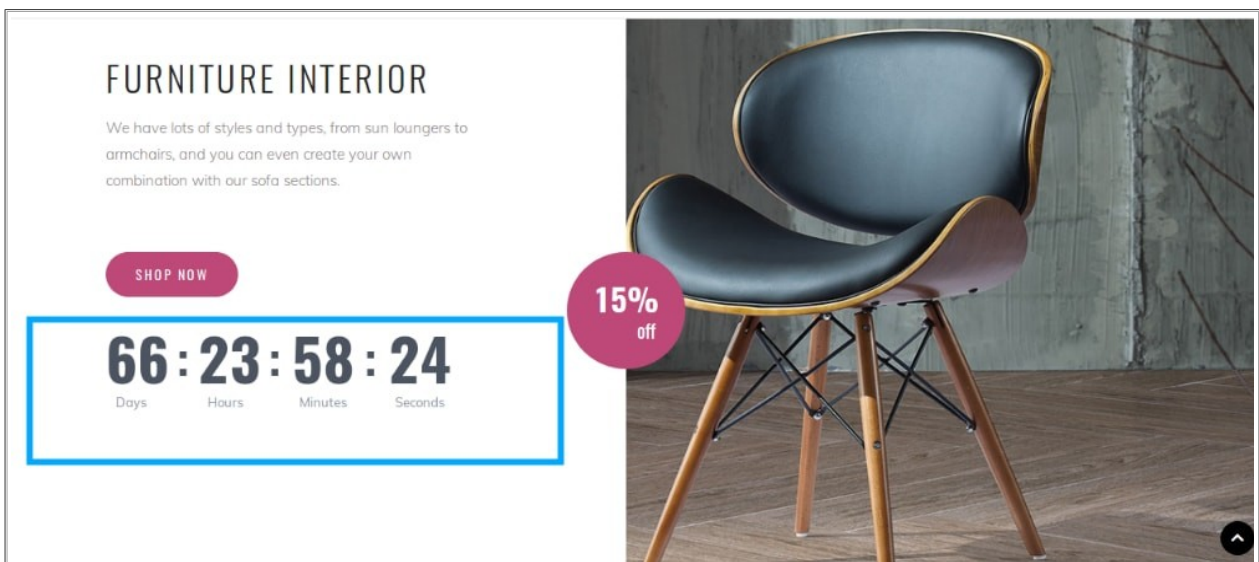 FURNITURE INTERIOR
We have lots of styles and types, from sun loungers to
armchairs, and you can even create your own
combination with our sofa sections.
SHOP NOW
66 : 23 : 58 : 24
Days Hours Minutes Seconds
15%
off